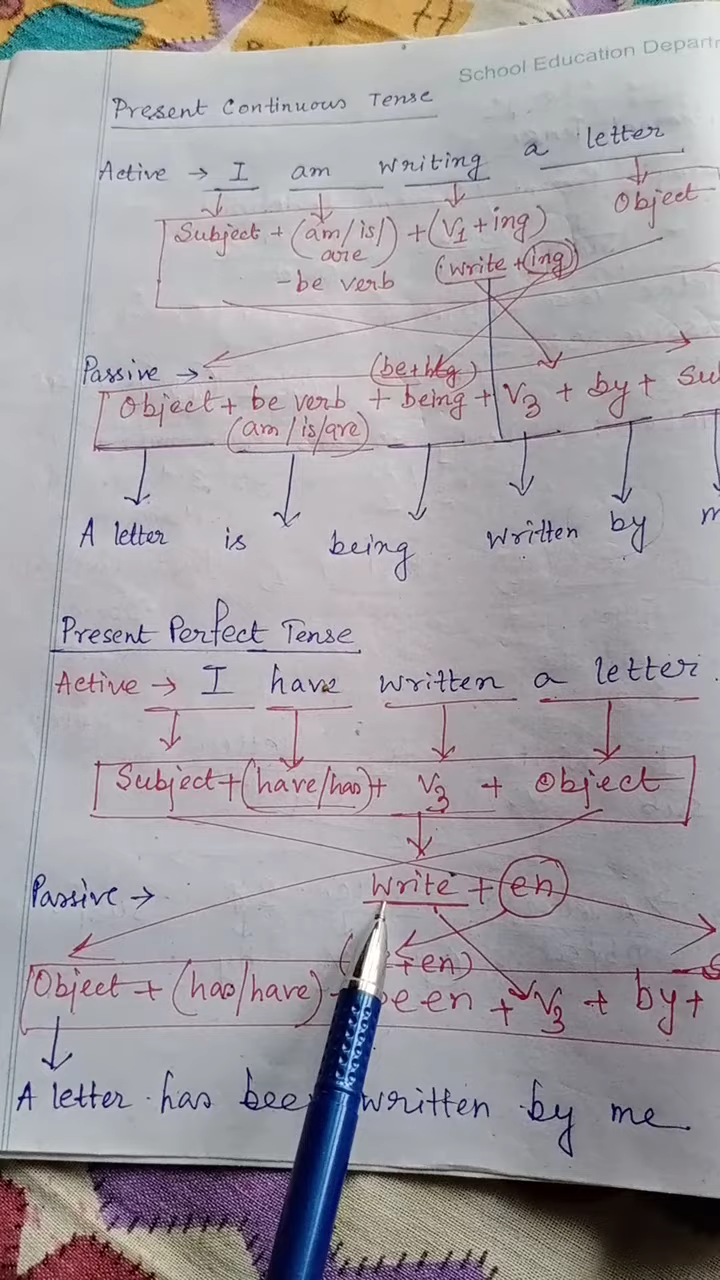 School Education
Present Continuous Tense
Active → I am writing a letter
Object
Subject + (am/is/are) + (V1 + ing)
- be verb (write + ing)
Passive →
(be + ing)
Object + be verb + being + V3 + by +
(am/is/are)
A letter is being written by
Present Perfect Tense
Active → I have written a letter.
Subject + (have/has) + V3 + Object
Passive → write + en
+ en)
Object + (has/have) + been + V3 + by +
A letter has been written by me.